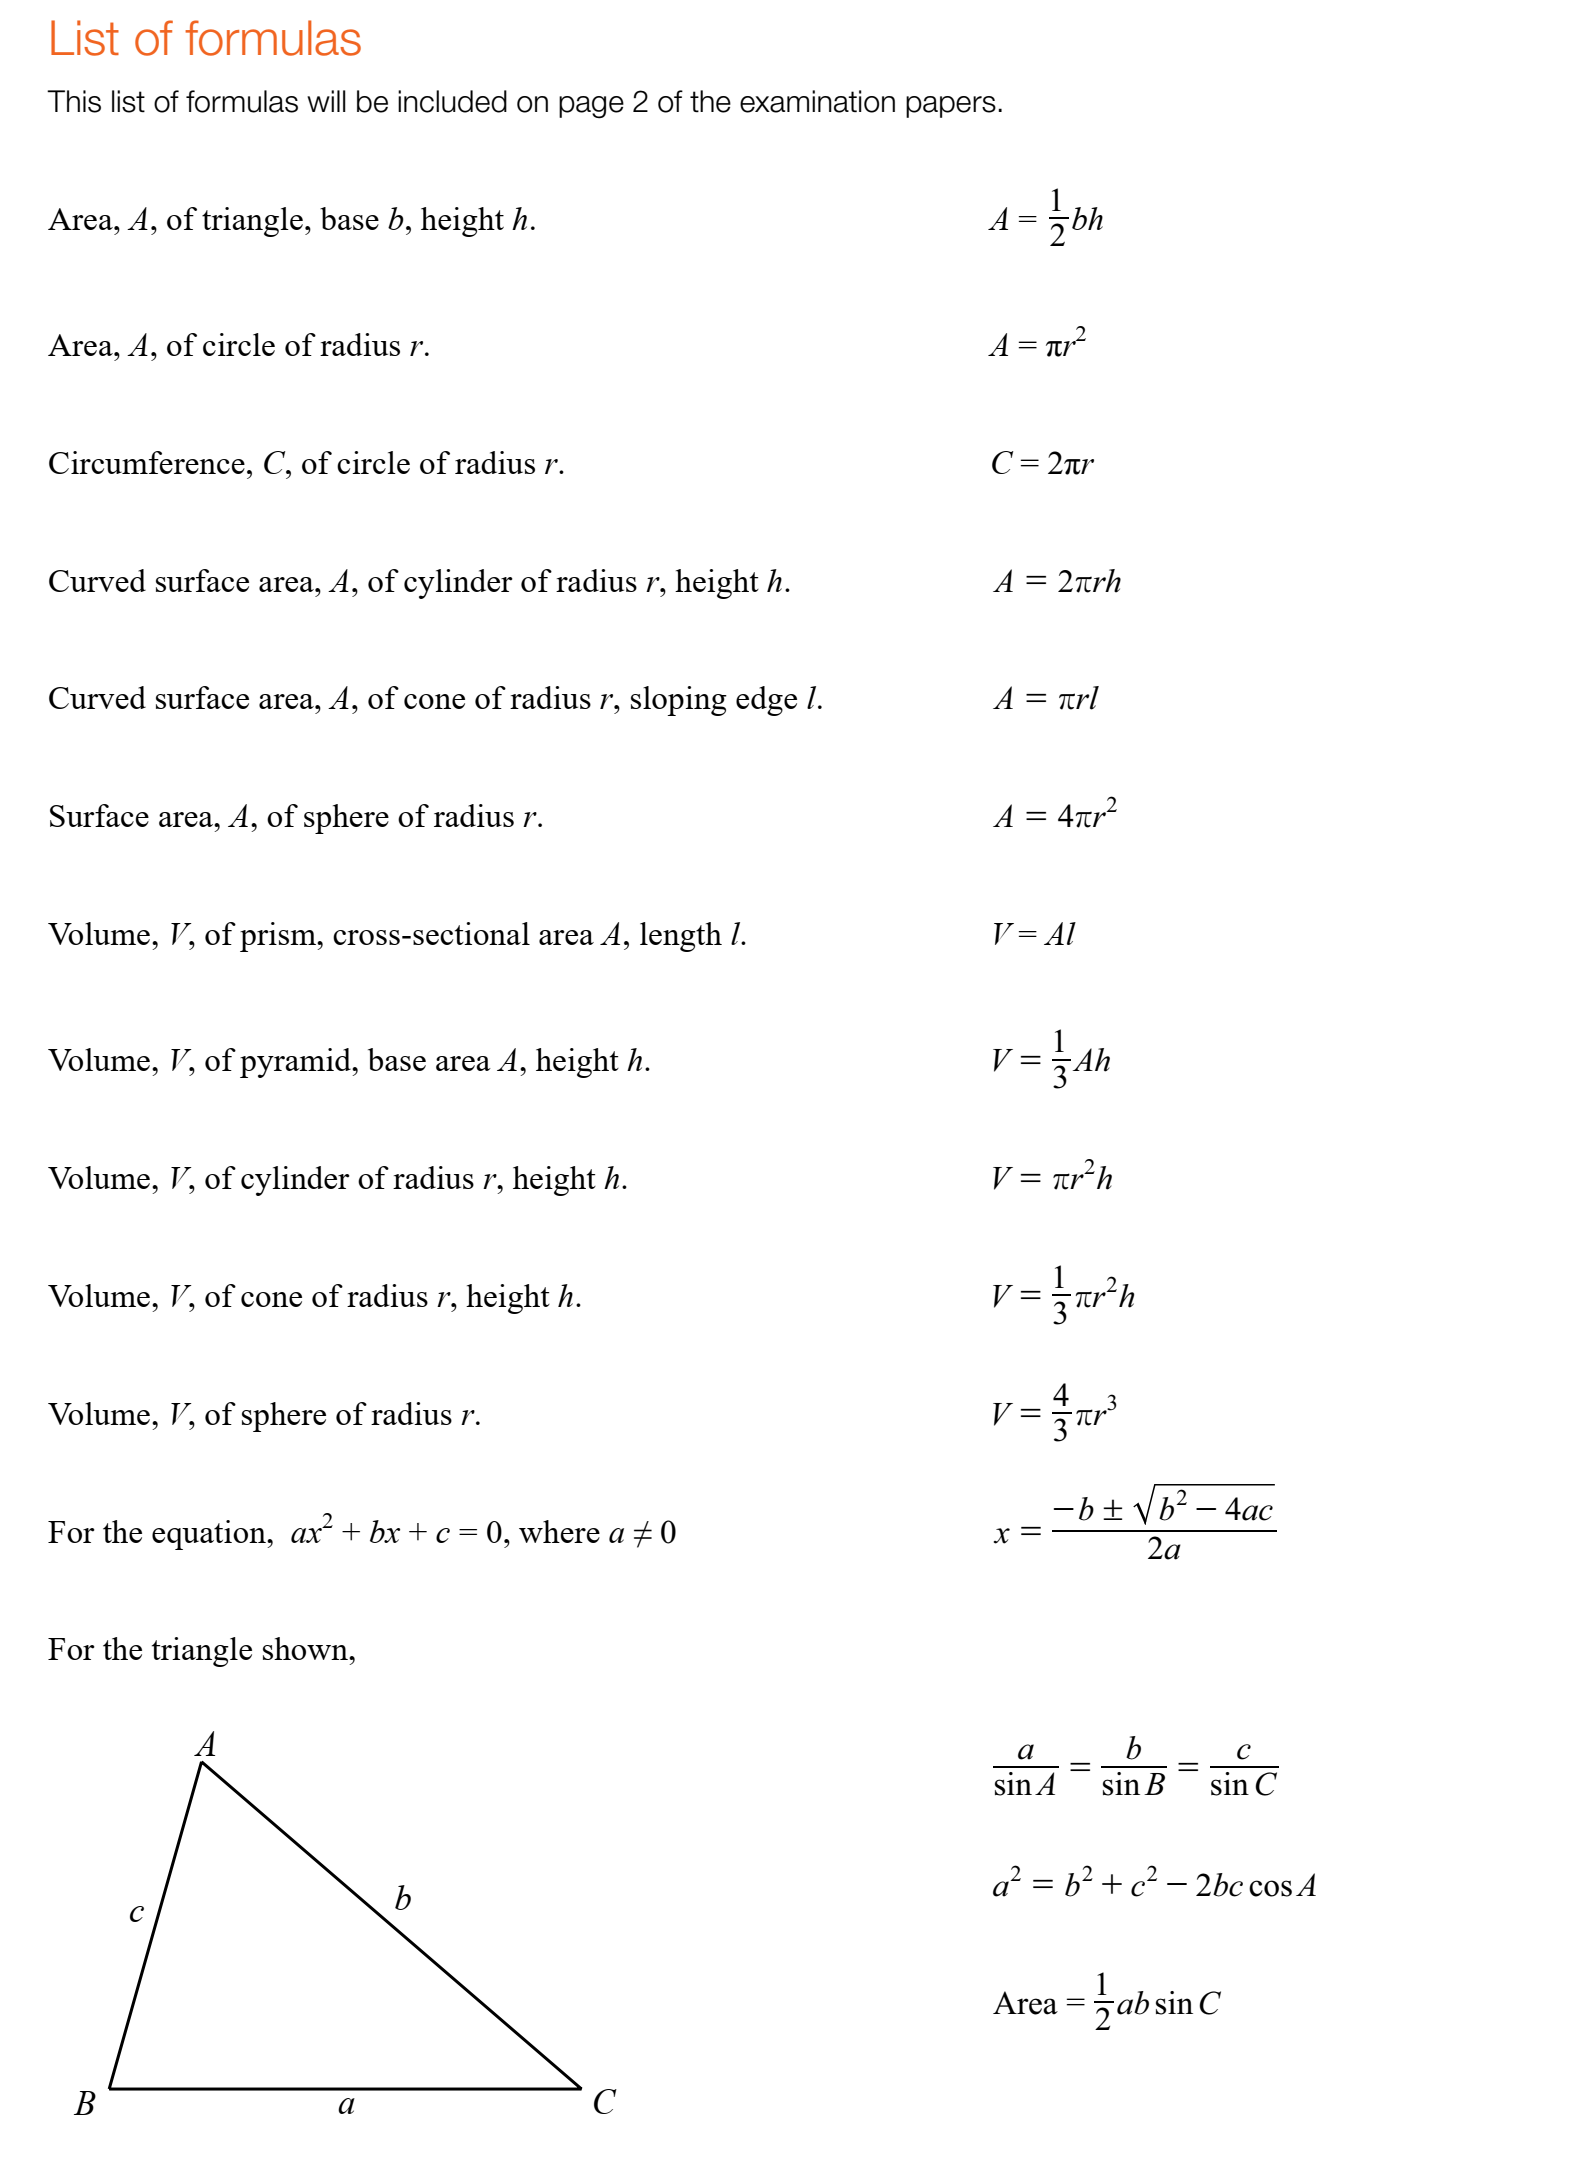 List of formulas
This list of formulas will be included on page 2 of the examination papers.
Area, A, of triangle, base b, height h. A = 1/2 bh
Area, A, of circle of radius r. A = πr²
Circumference, C, of circle of radius r. C = 2πr
Curved surface area, A, of cylinder of radius r, height h. A = 2πrh
Curved surface area, A, of cone of radius r, sloping edge l. A = πrl
Surface area, A, of sphere of radius r. A = 4πr²
Volume, V, of prism, cross-sectional area A, length l. V = Al
Volume, V, of pyramid, base area A, height h. V = 1/3 Ah
Volume, V, of cylinder of radius r, height h. V = πr²h
Volume, V, of cone of radius r, height h. V = 1/3 πr²h
Volume, V, of sphere of radius r. V = 4/3 πr³
For the equation, ax² + bx + c = 0, where a ≠ 0 x = (−b ± √(b² − 4ac)) / 2a
For the triangle shown,
A
c
b
B
a
C
a/sin A = b/sin B = c/sin C
a² = b² + c² − 2bc cos A
Area = 1/2 ab sin C